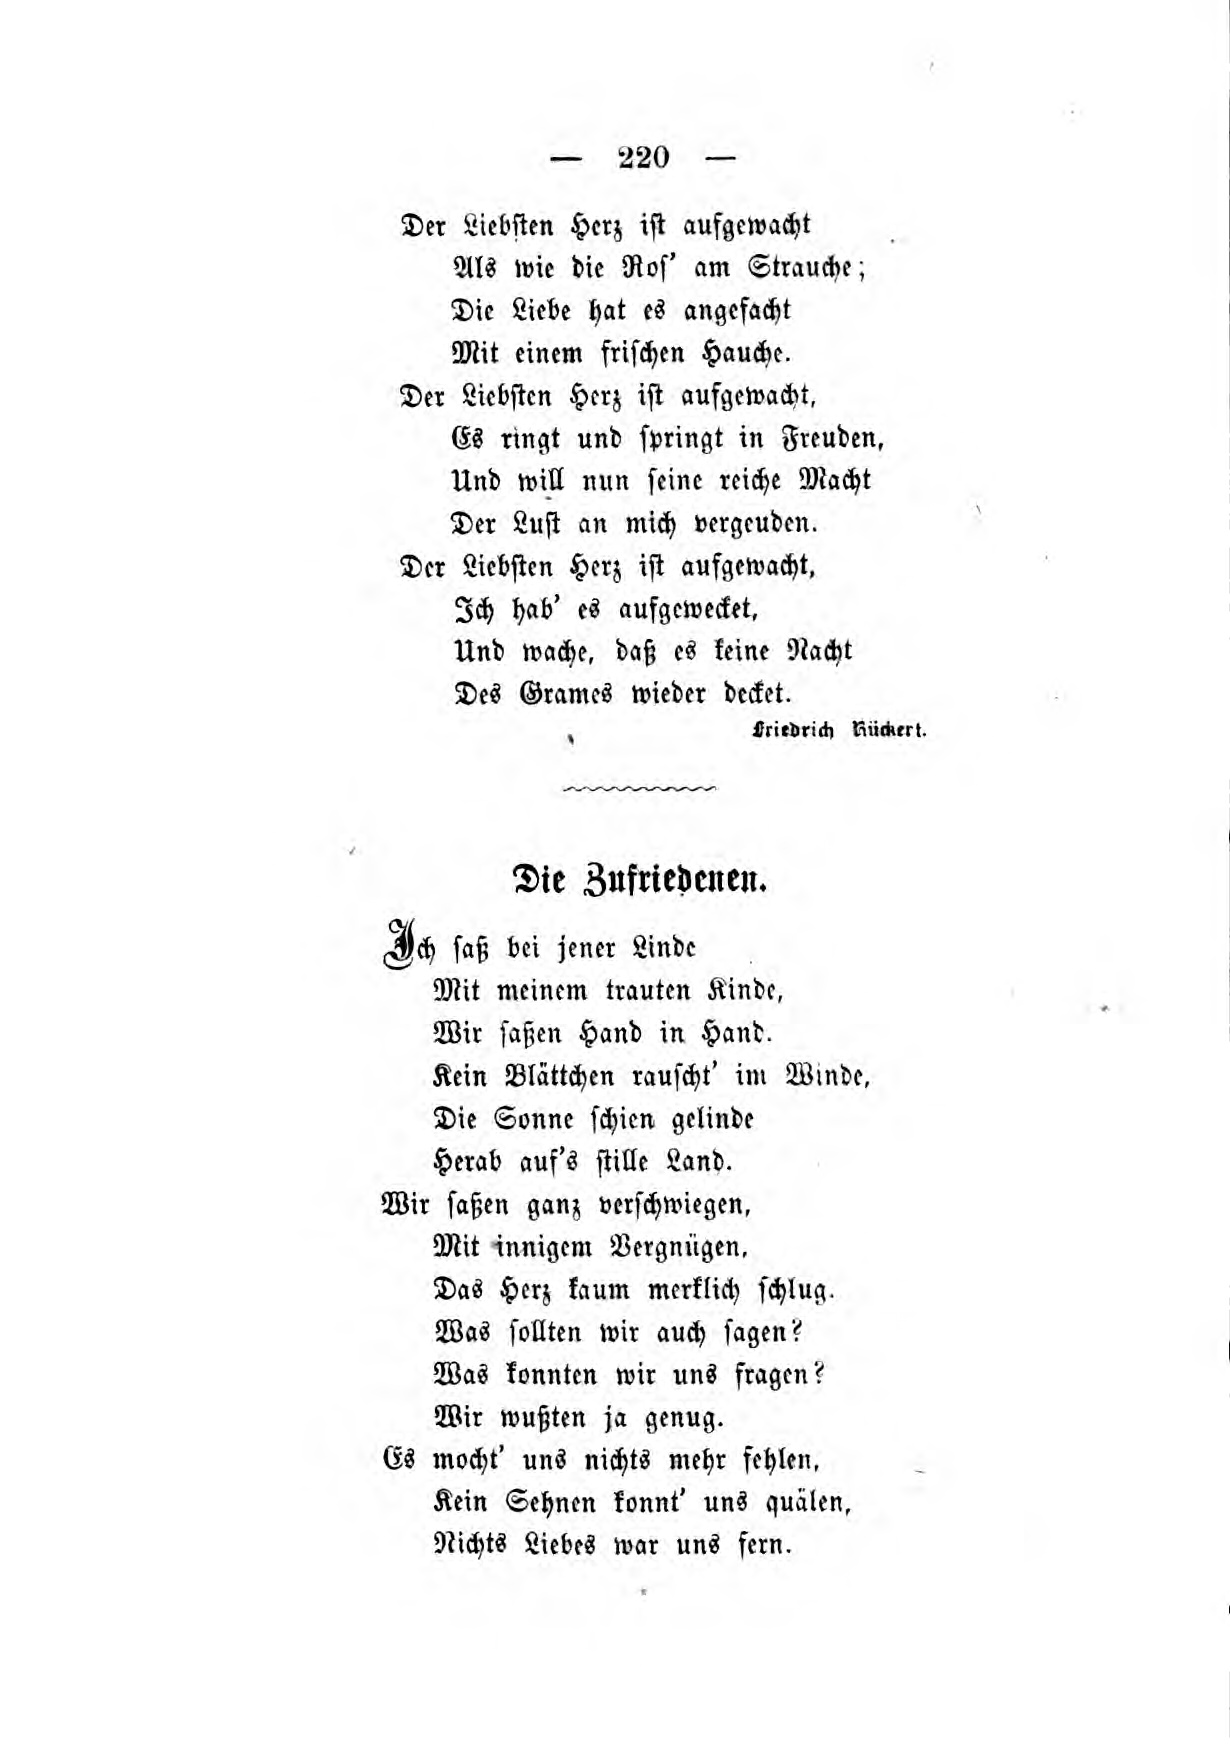 — 220 —
Der Liebsten Herz ist aufgewacht
Als wie die Ros' am Strauche;
Die Liebe hat es angefacht
Mit einem frischen Hauche.
Der Liebsten Herz ist aufgewacht,
Es ringt und springt in Freuden,
Und will nun seine reiche Macht
Der Lust an mich vergeuden.
Der Liebsten Herz ist aufgewacht,
Ich hab' es aufgewecket,
Und wache, daß es keine Nacht
Des Grames wieder decket.
Friedrich Rückert.
Die Zufriedenen.
Ich saß bei jener Linde
Mit meinem trauten Kinde,
Wir saßen Hand in Hand.
Kein Blättchen rauscht' im Winde,
Die Sonne schien gelinde
Herab auf's stille Land.
Wir saßen ganz verschwiegen,
Mit innigem Vergnügen,
Das Herz kaum merklich schlug.
Was sollten wir auch sagen?
Was konnten wir uns fragen?
Wir wußten ja genug.
Es mocht' uns nichts mehr fehlen,
Kein Sehnen konnt' uns quälen,
Nichts Liebes war uns fern.